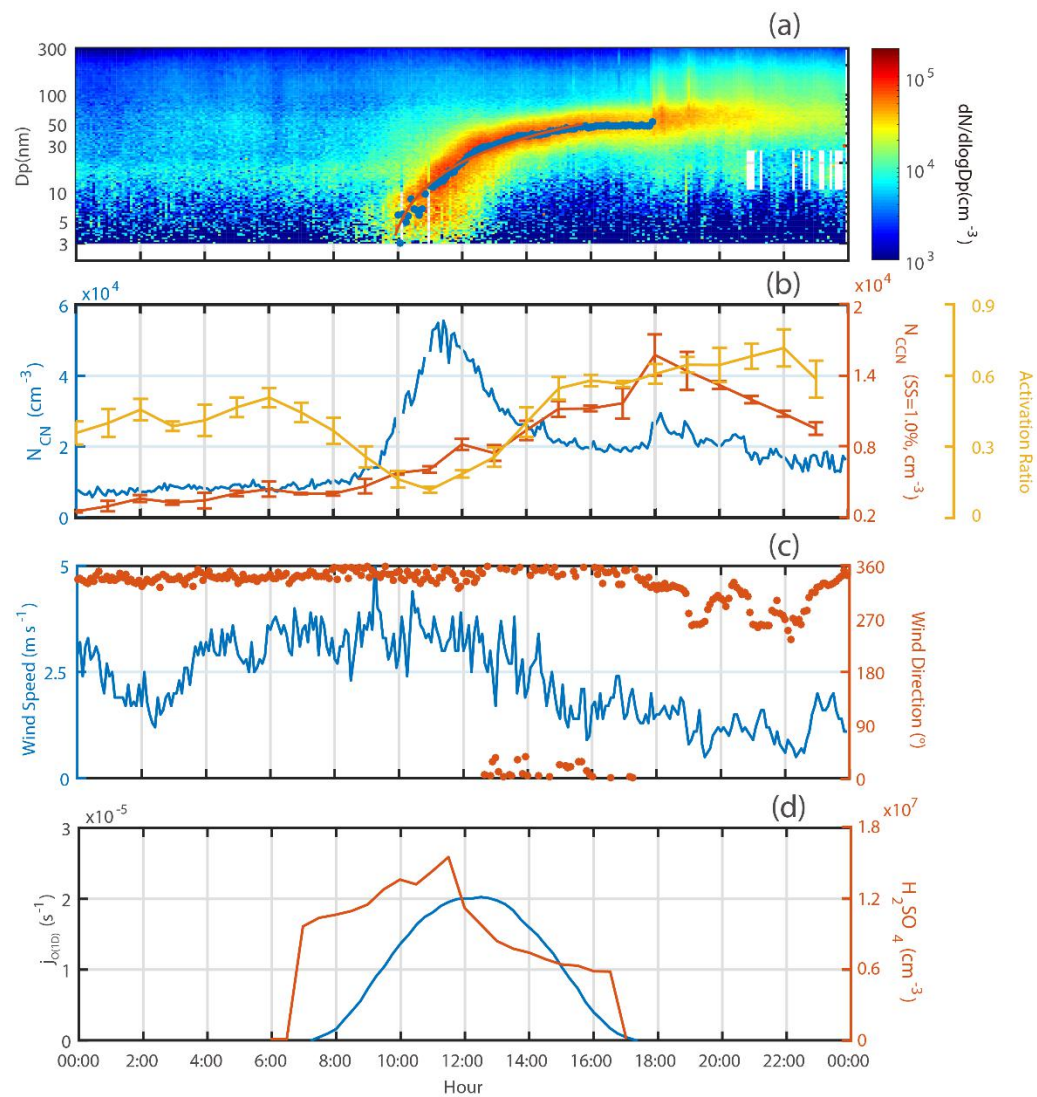 (a)
300
100
50
30
10
5
3
Dp(nm)
10^5
10^4
10^3
dN/dlogDp(cm^-3)
(b)
x10^4
6
4
2
0
N_CN (cm^-3)
x10^4
2
1.4
0.8
0.2
N_CCN (SS=1.0%, cm^-3)
0.9
0.6
0.3
0
Activation Ratio
(c)
5
2.5
0
Wind Speed (m s^-1)
360
270
180
90
0
Wind Direction (°)
(d)
x10^-5
3
2
1
0
j_O(1D) (s^-1)
x10^7
1.8
1.2
0.6
0
H_2SO_4 (cm^-3)
00:00 02:00 04:00 6:00 08:00 10:00 12:00 14:00 16:00 18:00 20:00 22:00 00:00
Hour